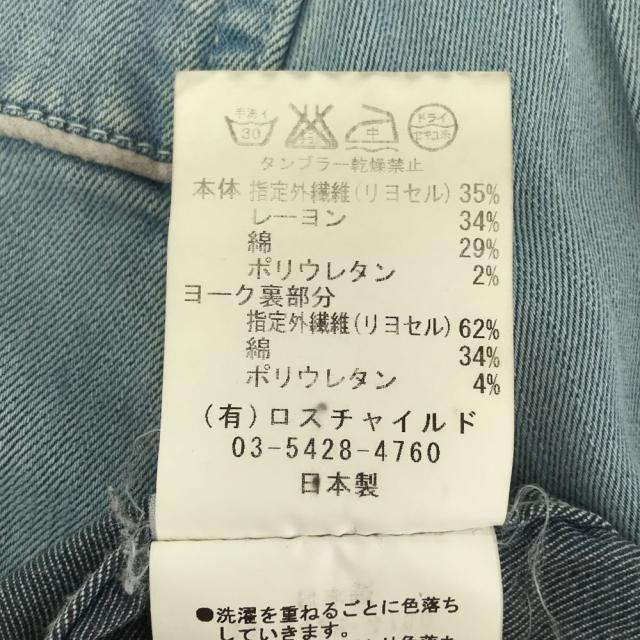 手洗イ 30 中 ドライ
タンブラー乾燥禁止
本体 指定外繊維(リヨセル) 35%
レーヨン 34%
綿 29%
ポリウレタン 2%
ヨーク裏部分
指定外繊維(リヨセル) 62%
綿 34%
ポリウレタン 4%
(有)ロスチャイルド
03-5428-4760
日本製
●洗濯を重ねるごとに色落ち
していきます。